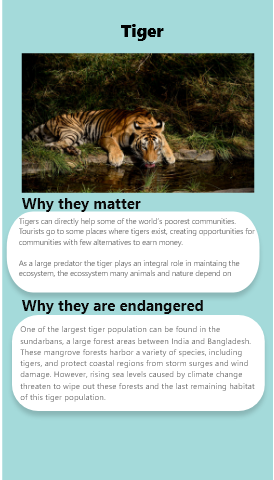 Tiger
Why they matter
Tigers can directly help some of the world's poorest communities.
Tourists go to some places where tigers exist, creating opportunities for
communities with few alternatives to earn money.
As a large predator the tiger plays an integral role in maintaing the
ecosystem, the ecossystem many animals and nature depend on
Why they are endangered
One of the largest tiger population can be found in the
sundarbans, a large forest areas between India and Bangladesh.
These mangrove forests harbor a variety of species, including
tigers, and petect coastal regions from storm surges and wind
damage. However, rising sea levels caused by climate change
threaten to wipe out these forests and the last remaining habitat
of this tiger population.